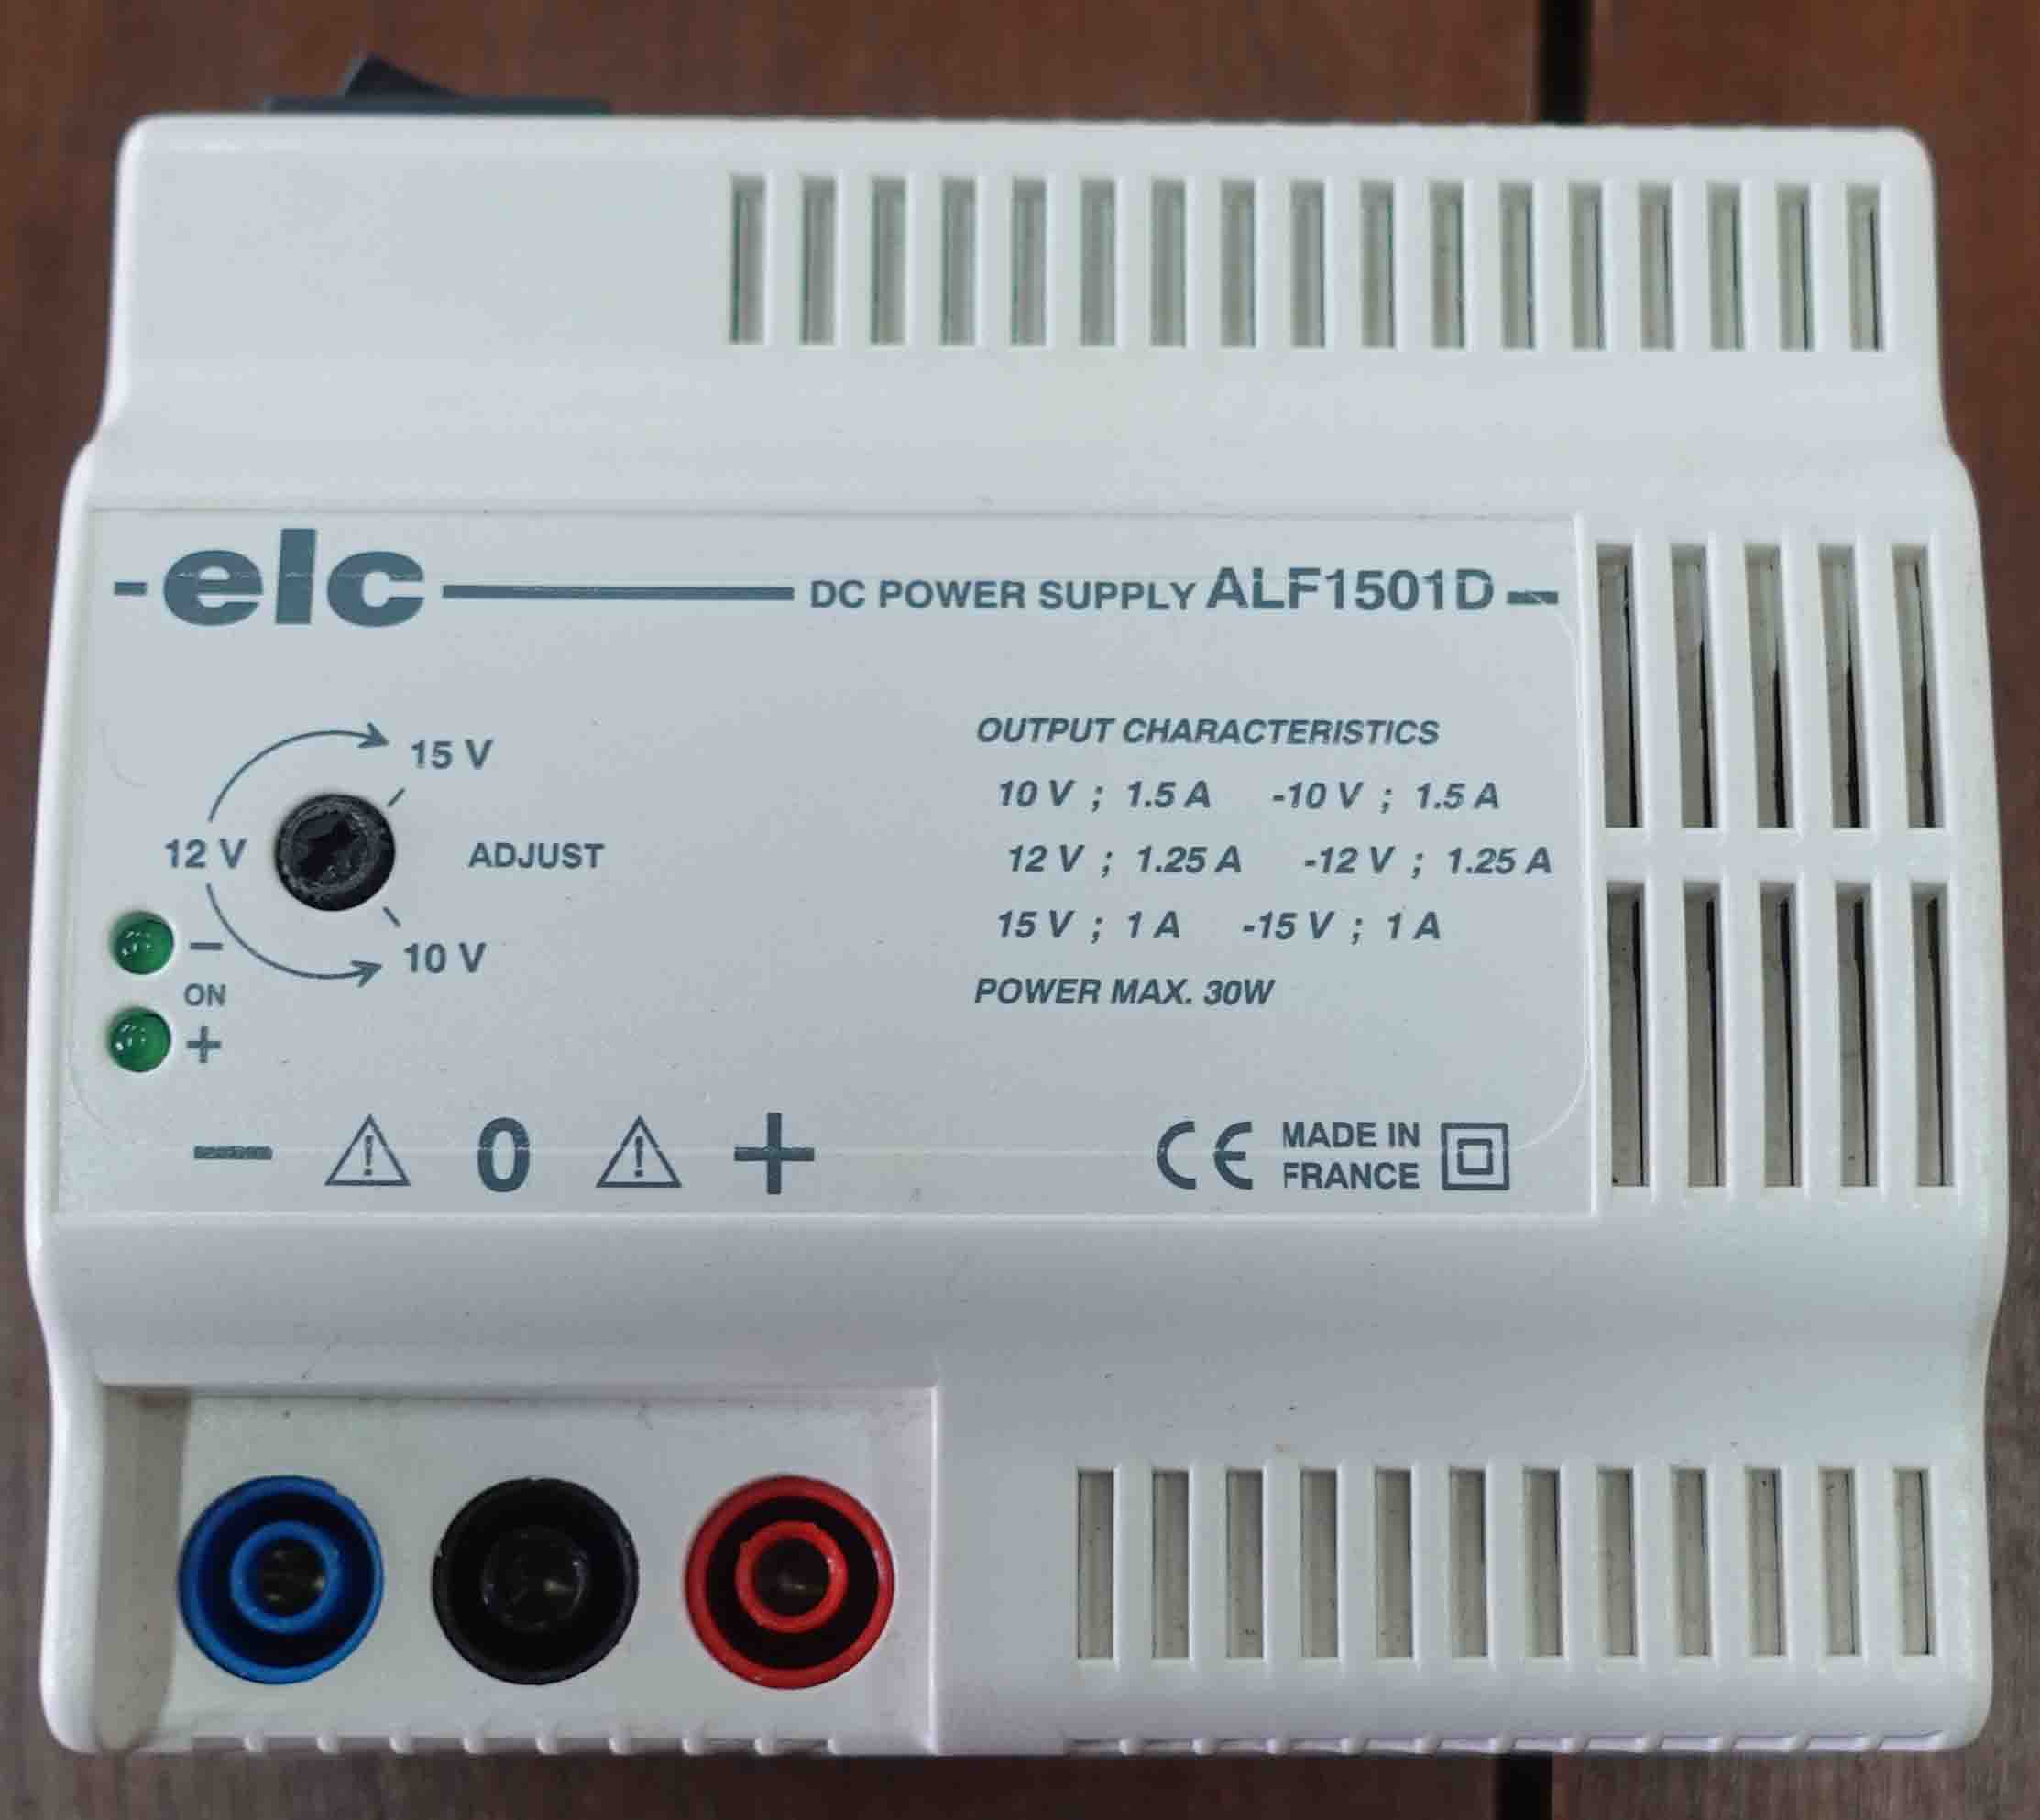 elc DC POWER SUPPLY ALF1501D
15 V
12 V ADJUST
10 V
OUTPUT CHARACTERISTICS
10 V ; 1.5 A -10 V ; 1.5 A
12 V ; 1.25 A -12 V ; 1.25 A
15 V ; 1 A -15 V ; 1 A
POWER MAX. 30W
−
ON
+
− ! 0 ! +
CE MADE IN
FRANCE